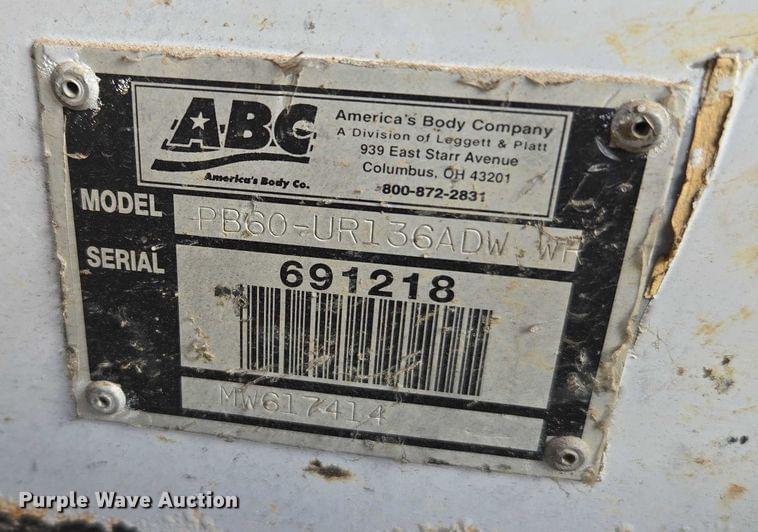 ABC
America's Body Co.
America's Body Company
A Division of Leggett & Platt
939 East Starr Avenue
Columbus, OH 43201
800-872-2831
MODEL PB60-UR136ADW WR
SERIAL
691218
MW617414
Purple Wave Auction